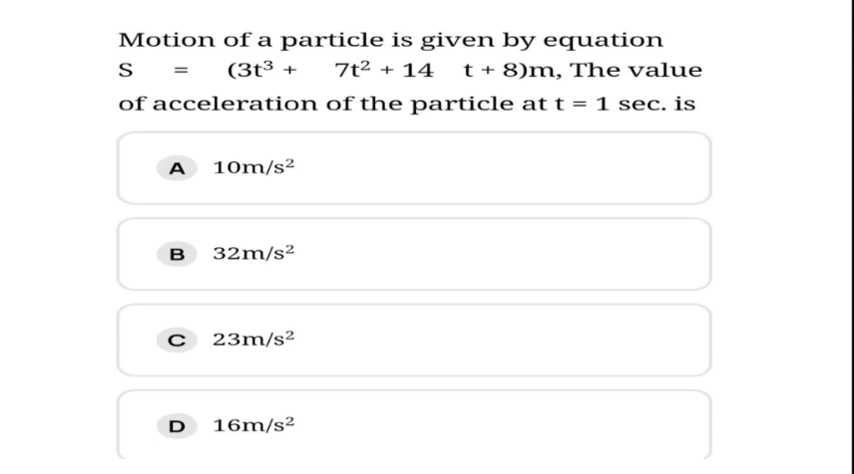 Motion of a particle is given by equation
S = (3t³ + 7t² + 14 t + 8)m, The value
of acceleration of the particle at t = 1 sec. is
A 10m/s²
B 32m/s²
C 23m/s²
D 16m/s²